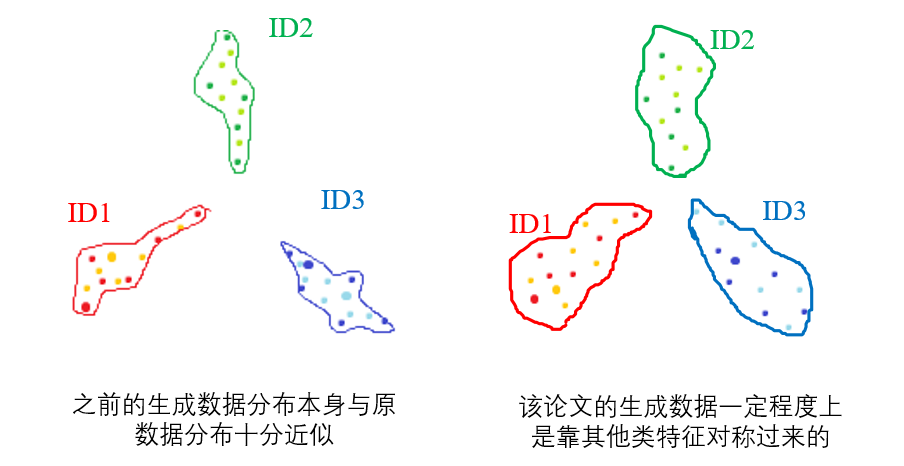 ID2
ID1
ID3
之前的生成数据分布本身与原
数据分布十分近似
ID2
ID1
ID3
该论文的生成数据一定程度上
是靠其他类特征对称过来的